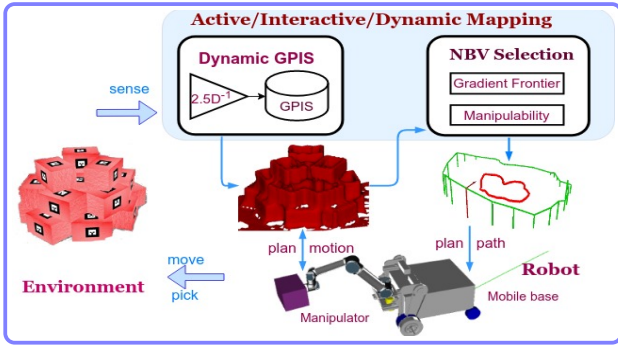 Active/Interactive/Dynamic Mapping
Dynamic GPIS
NBV Selection
2.5D⁻¹
GPIS
Gradient Frontier
Manipulability
sense
plan motion
plan path
move
pick
Environment
Robot
Manipulator
Mobile base